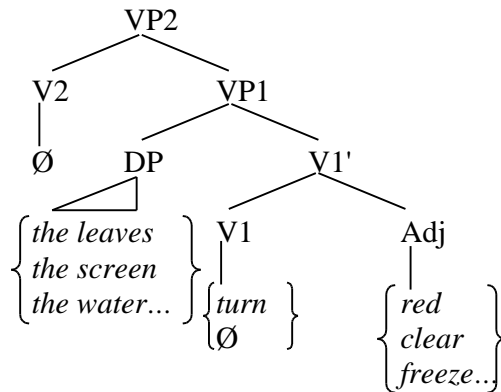 VP2
V2 VP1
Ø DP V1'
the leaves V1 Adj
the screen
the water… turn red
Ø clear
freeze…